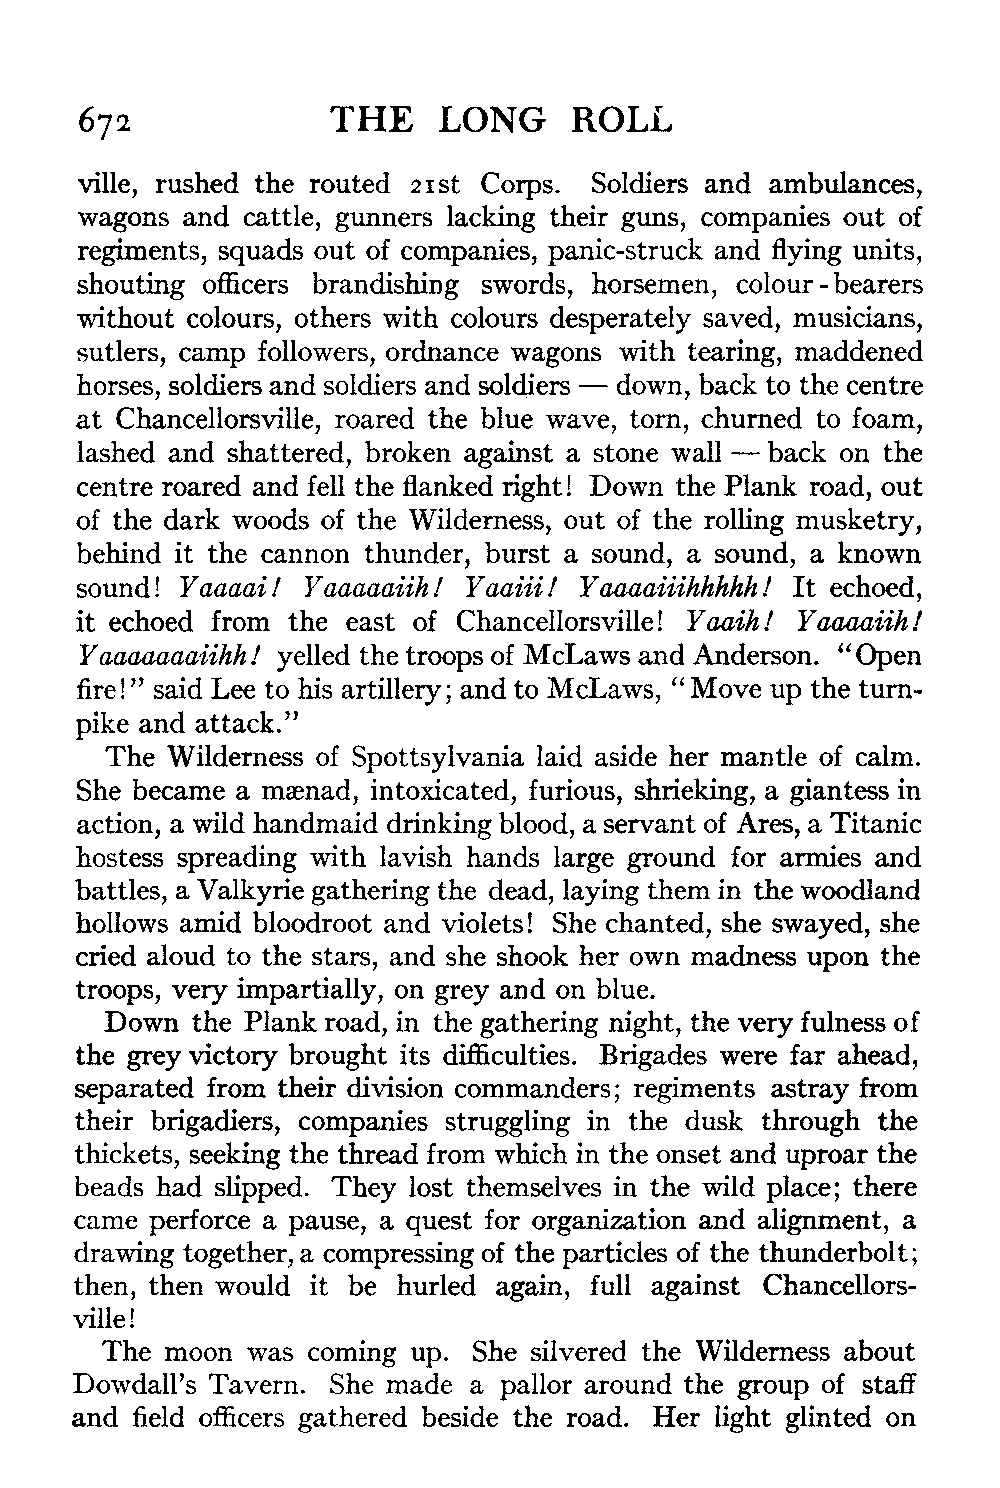 672 THE LONG ROLL
ville, rushed the routed 21st Corps. Soldiers and ambulances,
wagons and cattle, gunners lacking their guns, companies out of
regiments, squads out of companies, panic-struck and flying units,
shouting officers brandishing swords, horsemen, colour-bearers
without colours, others with colours desperately saved, musicians,
sutlers, camp followers, ordnance wagons with tearing, maddened
horses, soldiers and soldiers and soldiers — down, back to the centre
at Chancellorsville, roared the blue wave, torn, churned to foam,
lashed and shattered, broken against a stone wall — back on the
centre roared and fell the flanked right! Down the Plank road, out
of the dark woods of the Wilderness, out of the rolling musketry,
behind it the cannon thunder, burst a sound, a sound, a known
sound! Yaaaai! Yaaaaaiih! Yaaiii! Yaaaaiiihhhhh! It echoed,
it echoed from the east of Chancellorsville! Yaaih! Yaaaaiih!
Yaaaaaaaiihh! yelled the troops of McLaws and Anderson. "Open
fire!" said Lee to his artillery; and to McLaws, "Move up the turn-
pike and attack."
The Wilderness of Spottsylvania laid aside her mantle of calm.
She became a mænad, intoxicated, furious, shrieking, a giantess in
action, a wild handmaid drinking blood, a servant of Ares, a Titanic
hostess spreading with lavish hands large ground for armies and
battles, a Valkyrie gathering the dead, laying them in the woodland
hollows amid bloodroot and violets! She chanted, she swayed, she
cried aloud to the stars, and she shook her own madness upon the
troops, very impartially, on grey and on blue.
Down the Plank road, in the gathering night, the very fulness of
the grey victory brought its difficulties. Brigades were far ahead,
separated from their division commanders; regiments astray from
their brigadiers, companies struggling in the dusk through the
thickets, seeking the thread from which in the onset and uproar the
beads had slipped. They lost themselves in the wild place; there
came perforce a pause, a quest for organization and alignment, a
drawing together, a compressing of the particles of the thunderbolt;
then, then would it be hurled again, full against Chancellors-
ville!
The moon was coming up. She silvered the Wilderness about
Dowdall's Tavern. She made a pallor around the group of staff
and field officers gathered beside the road. Her light glinted on